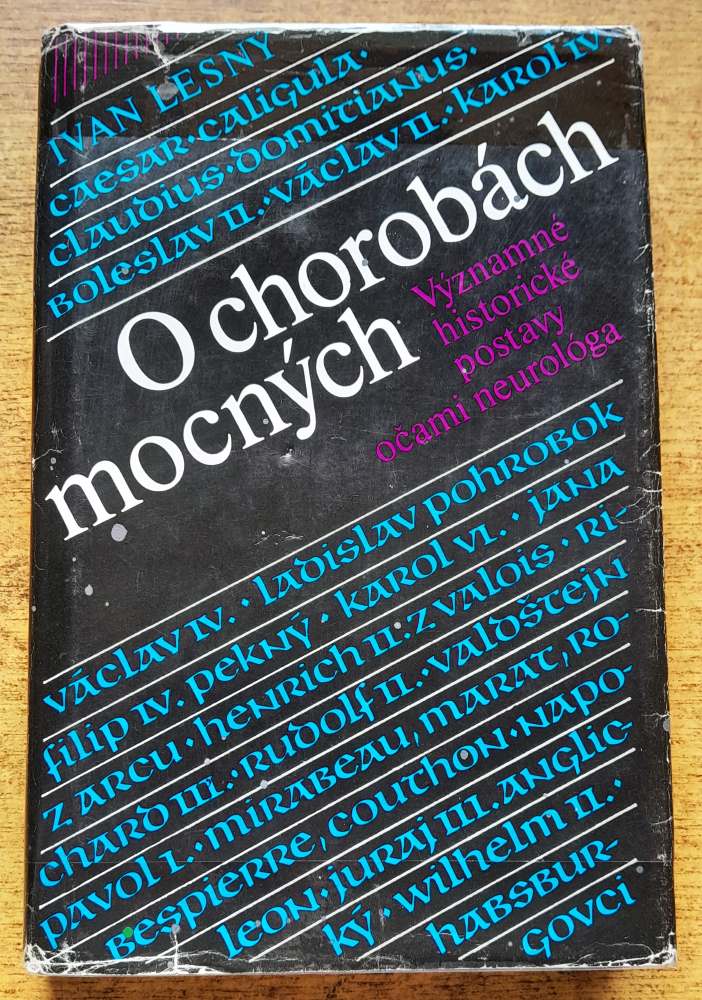 IVAN LESNÝ
CAESAR · CALIGULA ·
CLAUDIUS · DOMITIANUS ·
BOLESLAV II. · VÁCLAV II. · KAROL IV.
O chorobách
mocných
Významné
historické
postavy
očami neurológa
VÁCLAV IV. · LADISLAV POHROBOK
FILIP IV. PEKNÝ · KAROL VI. · JANA
Z ARCU · HENRICH II. Z VALOIS · RI-
CHARD III. · RUDOLF II. · VALDŠTEJN
PAVOL I. · MIRABEAU, MARAT, RO-
BESPIERRE, COUTHON · NAPO-
LEON · JURAJ III. ANGLIC-
KÝ · WILHELM II. ·
HABSBUR-
GOVCI